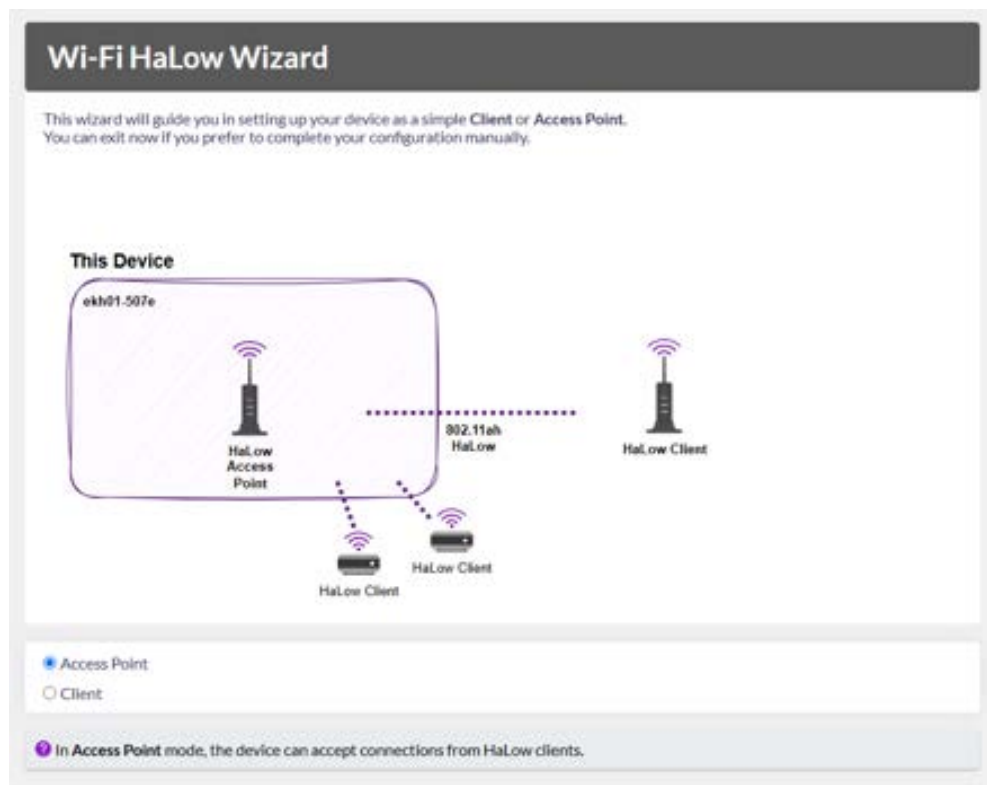 Wi-Fi HaLow Wizard
This wizard will guide you in setting up your device as a simple Client or Access Point.
You can exit now if you prefer to complete your configuration manually.
This Device
ekh01-507e
HaLow
Access
Point
802.11ah
HaLow
HaLow Client
HaLow Client
HaLow Client
Access Point
Client
In Access Point mode, the device can accept connections from HaLow clients.